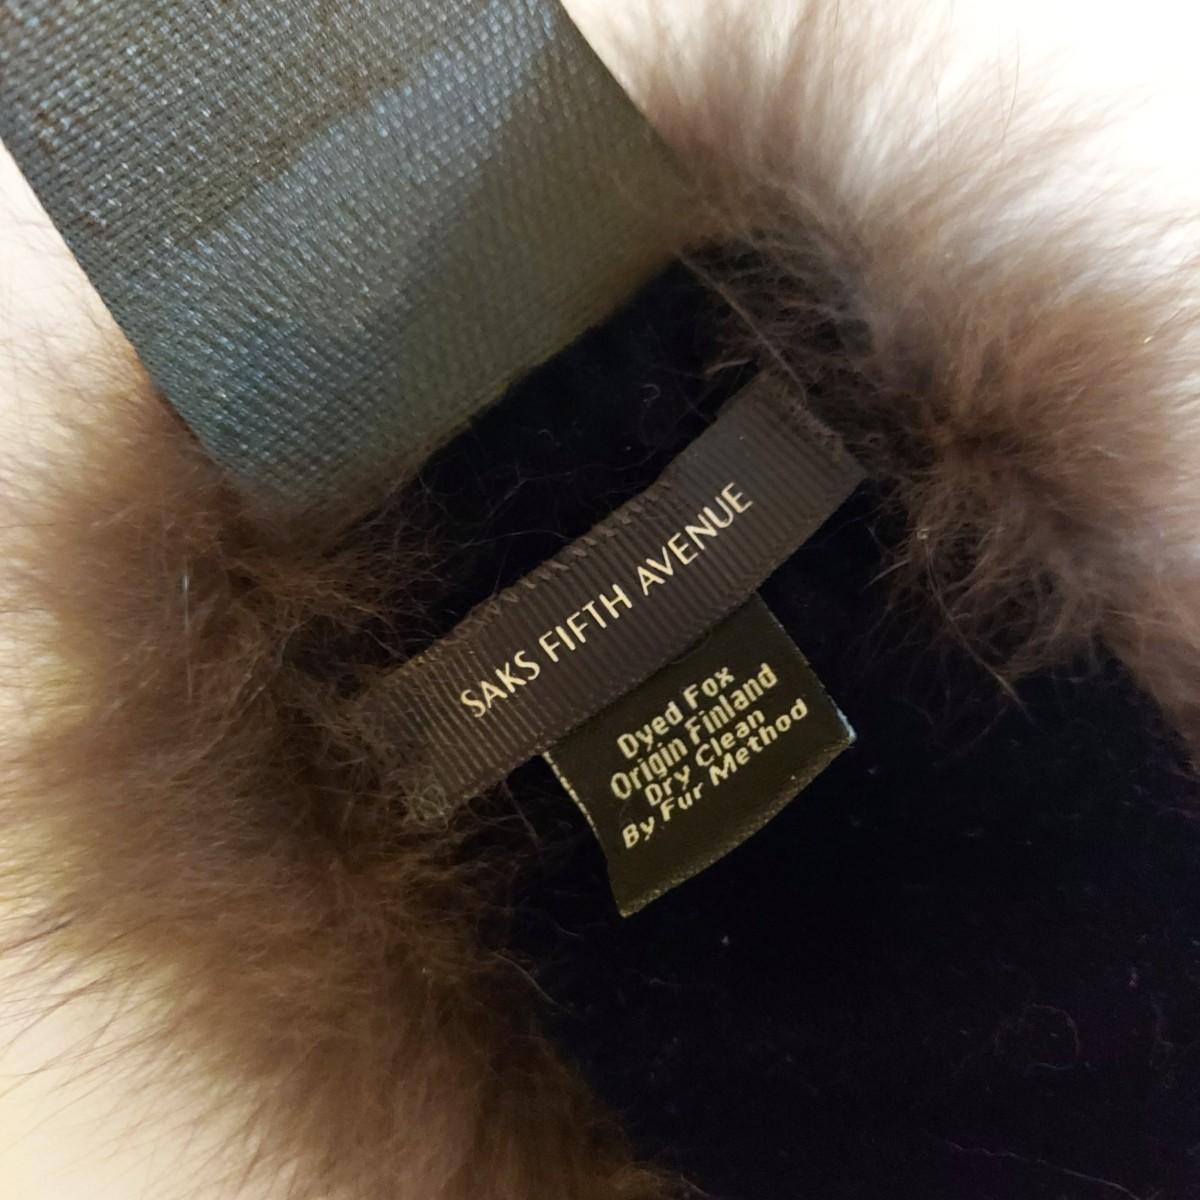 SAKS FIFTH AVENUE
Dyed Fox
Origin Finland
Dry Clean
By Fur Method